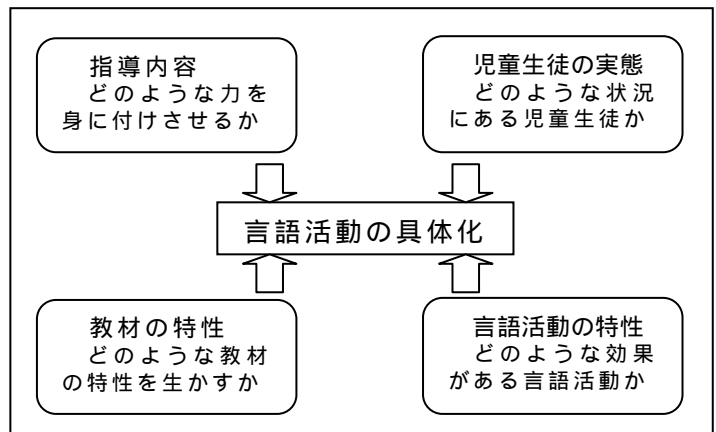 指導内容
どのような力を
身に付けさせるか
児童生徒の実態
どのような状況
にある児童生徒か
言語活動の具体化
教材の特性
どのような教材
の特性を生かすか
言語活動の特性
どのような効果
がある言語活動か